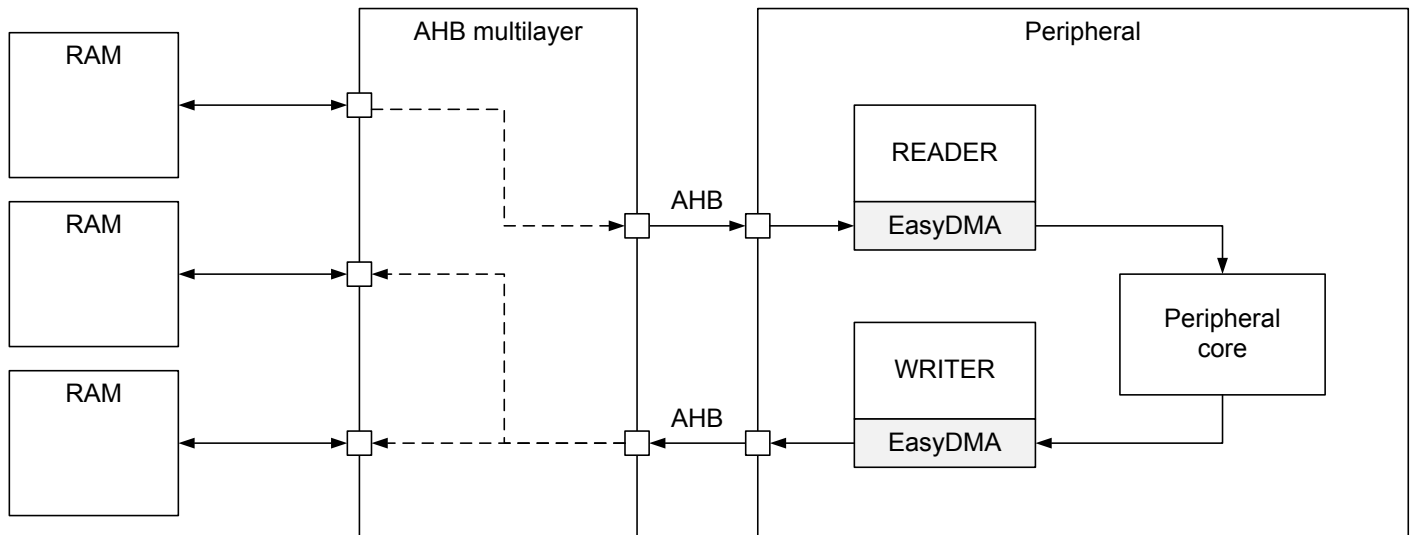 AHB multilayer
Peripheral
RAM
READER
AHB
EasyDMA
RAM
Peripheral
core
WRITER
RAM
AHB
EasyDMA